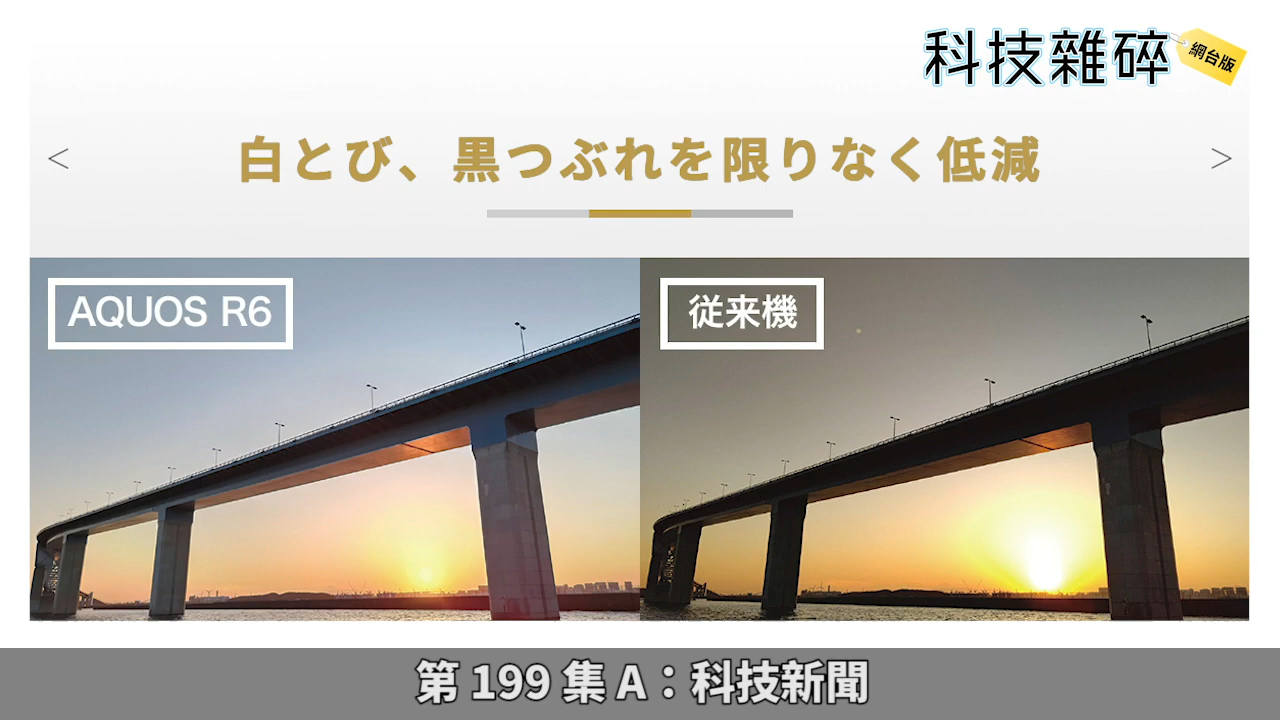 科技雜碎
網台版
< 白とび、黒つぶれを限りなく低減 >
AQUOS R6
従来機
第 199 集 A：科技新聞